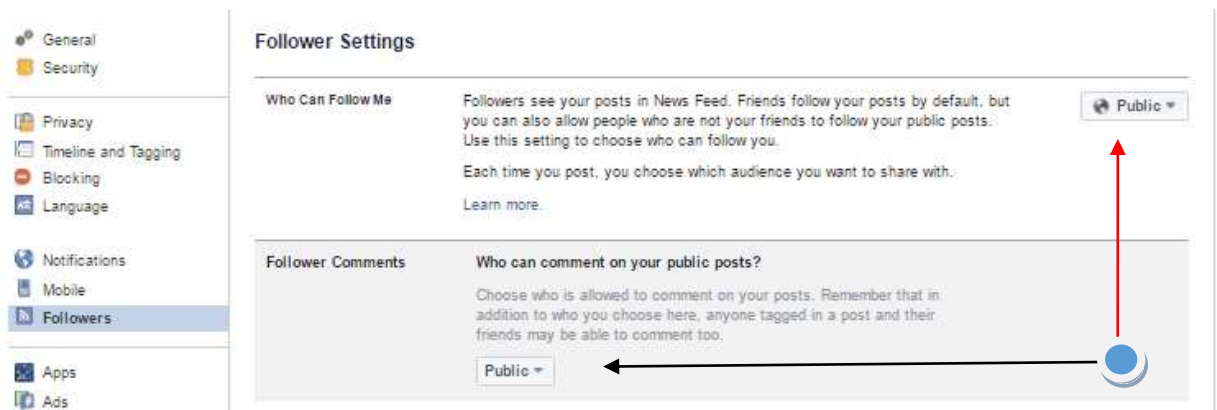 General
Security
Privacy
Timeline and Tagging
Blocking
Language
Notifications
Mobile
Followers
Apps
Ads
Follower Settings
Who Can Follow Me
Followers see your posts in News Feed. Friends follow your posts by default, but
you can also allow people who are not your friends to follow your public posts.
Use this setting to choose who can follow you.
Each time you post, you choose which audience you want to share with.
Learn more.
Public
Follower Comments
Who can comment on your public posts?
Choose who is allowed to comment on your posts. Remember that in
addition to who you choose here, anyone tagged in a post and their
friends may be able to comment too.
Public